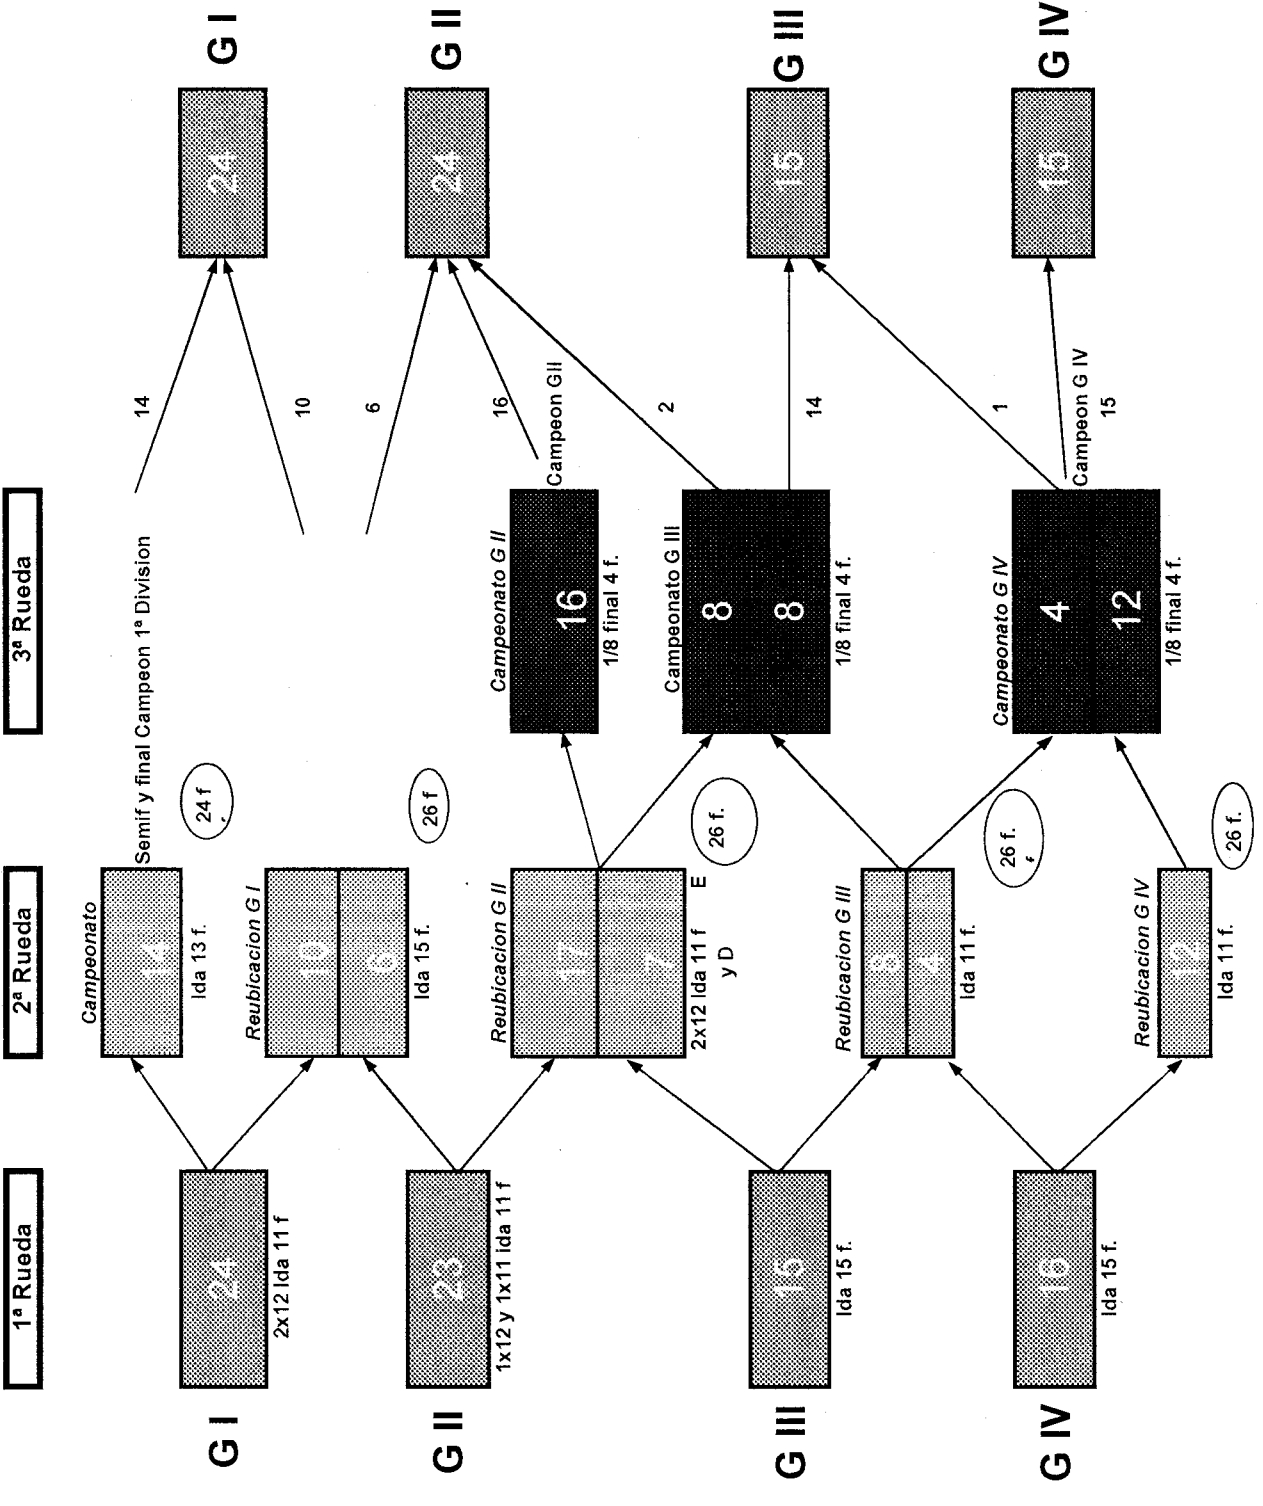 1ª Rueda
2ª Rueda
3ª Rueda
G I
24
2x12 Ida 11 f
Campeonato
14
Ida 13 f.
Semif y final Campeon 1ª Division
24 f
14
24
G I
Reubicacion G I
10
6
Ida 15 f.
26 f
10
6
G II
23
1x12 y 1x11 ida 11 f
Reubicacion G II
17
7
2x12 Ida 11 f E
y D
26 f.
Campeonato G II
16
1/8 final 4 f.
Campeon GII
16
24
G II
G III
15
Ida 15 f.
Reubicacion G III
8
4
Ida 11 f.
26 f.
Campeonato G III
8
8
1/8 final 4 f.
2
14
15
G III
G IV
16
Ida 15 f.
Reubicacion G IV
12
Ida 11 f.
26 f.
Campeonato G IV
4
12
1/8 final 4 f.
1
Campeon G IV
15
15
G IV